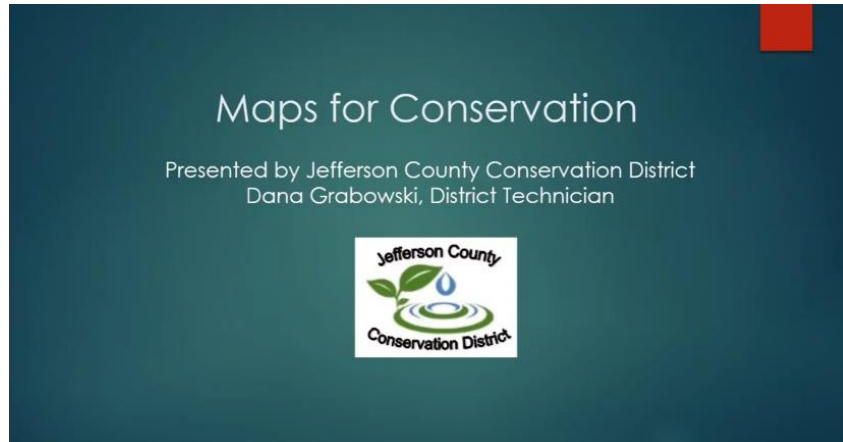 Maps for Conservation
Presented by Jefferson County Conservation District
Dana Grabowski, District Technician
Jefferson County
Conservation District